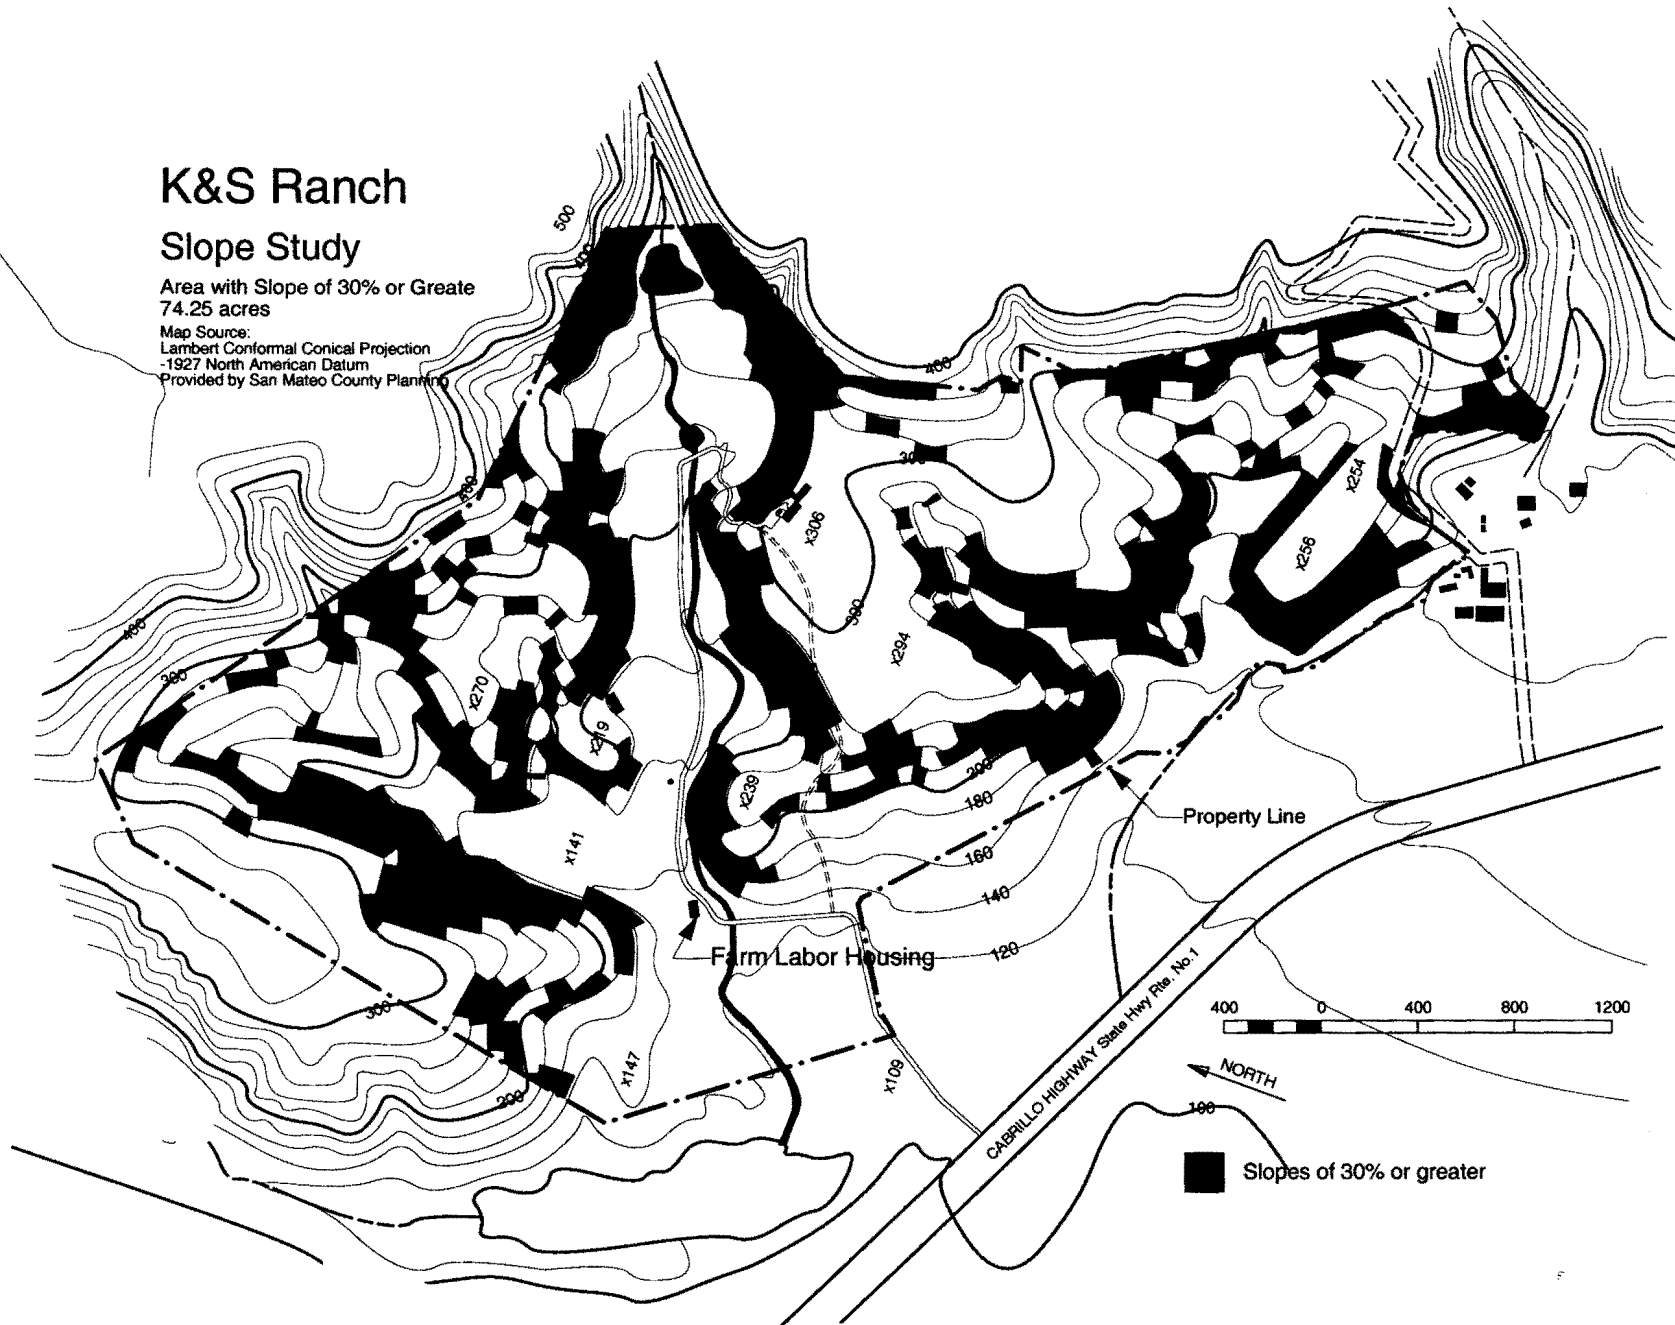 K&S Ranch
Slope Study
Area with Slope of 30% or Greate
74.25 acres
Map Source:
Lambert Conformal Conical Projection
-1927 North American Datum
Provided by San Mateo County Planning
500
400
400
400
300
400
300
300
x306
x254
x256
x294
x270
x219
x239
x141
200
180
160
140
120
Property Line
Farm Labor Housing
300
200
x147
x109
CABRILLO HIGHWAY State Hwy Rte. No.1
400 0 400 800 1200
NORTH
100
Slopes of 30% or greater